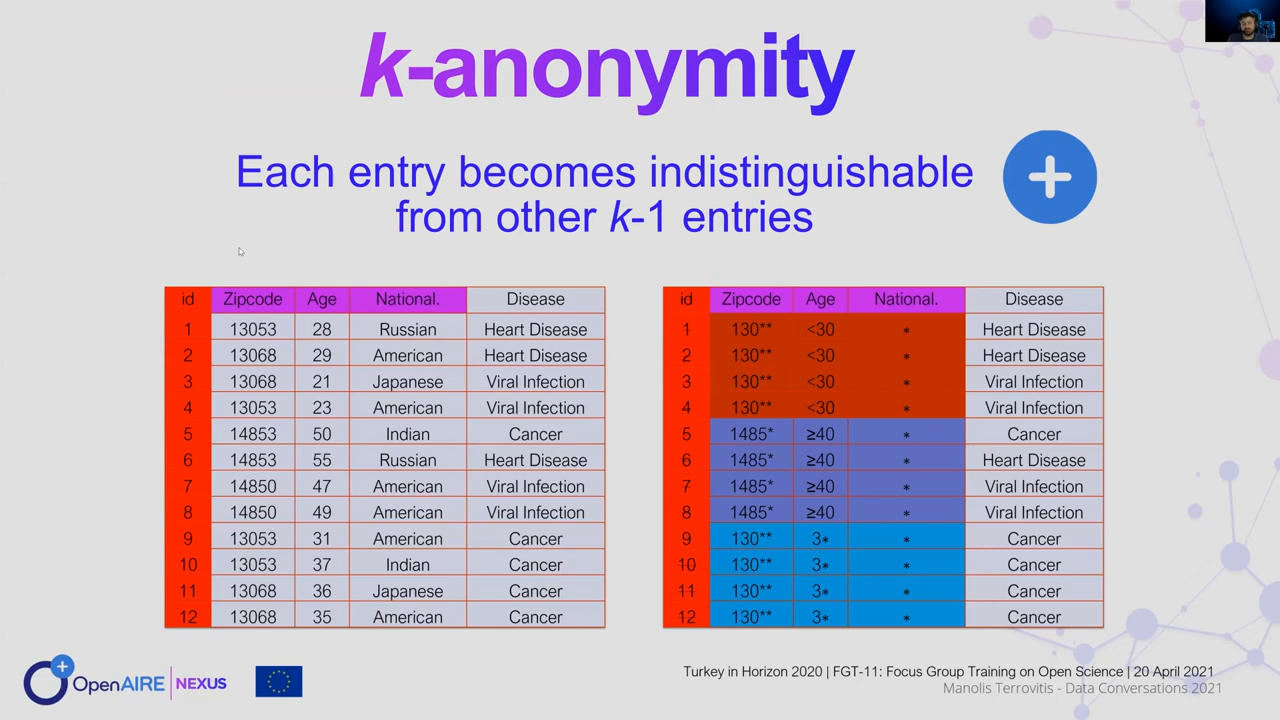 k-anonymity
Each entry becomes indistinguishable
from other k-1 entries
id Zipcode Age National. Disease
1 13053 28 Russian Heart Disease
2 13068 29 American Heart Disease
3 13068 21 Japanese Viral Infection
4 13053 23 American Viral Infection
5 14853 50 Indian Cancer
6 14853 55 Russian Heart Disease
7 14850 47 American Viral Infection
8 14850 49 American Viral Infection
9 13053 31 American Cancer
10 13053 37 Indian Cancer
11 13068 36 Japanese Cancer
12 13068 35 American Cancer
id Zipcode Age National. Disease
1 130** <30 * Heart Disease
2 130** <30 * Heart Disease
3 130** <30 * Viral Infection
4 130** <30 * Viral Infection
5 1485* ≥40 * Cancer
6 1485* ≥40 * Heart Disease
7 1485* ≥40 * Viral Infection
8 1485* ≥40 * Viral Infection
9 130** 3* * Cancer
10 130** 3* * Cancer
11 130** 3* * Cancer
12 130** 3* * Cancer
OpenAIRE | NEXUS
Turkey in Horizon 2020 | FGT-11: Focus Group Training on Open Science | 20 April 2021
Manolis Terrovitis - Data Conversations 2021